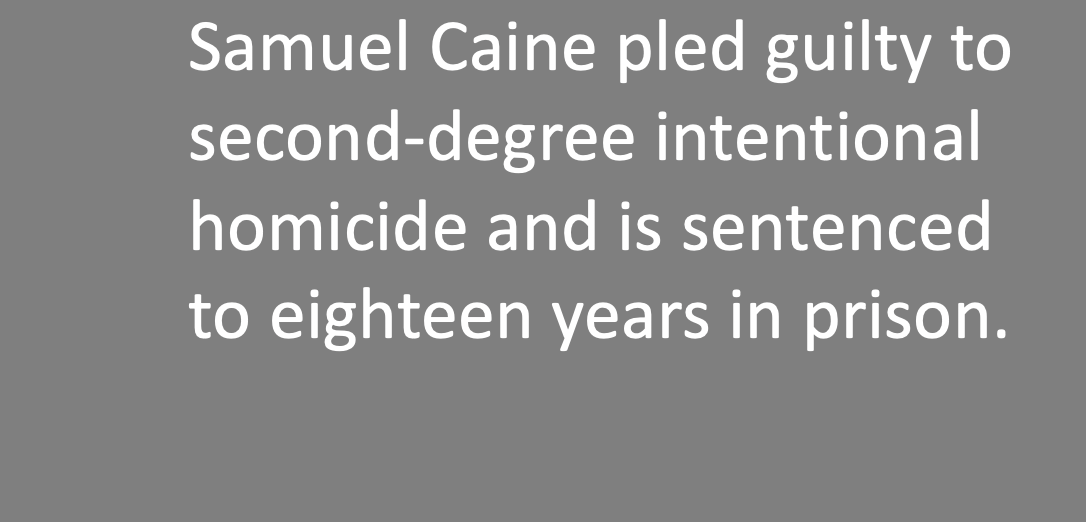 Samuel Caine pled guilty to
second-degree intentional
homicide and is sentenced
to eighteen years in prison.